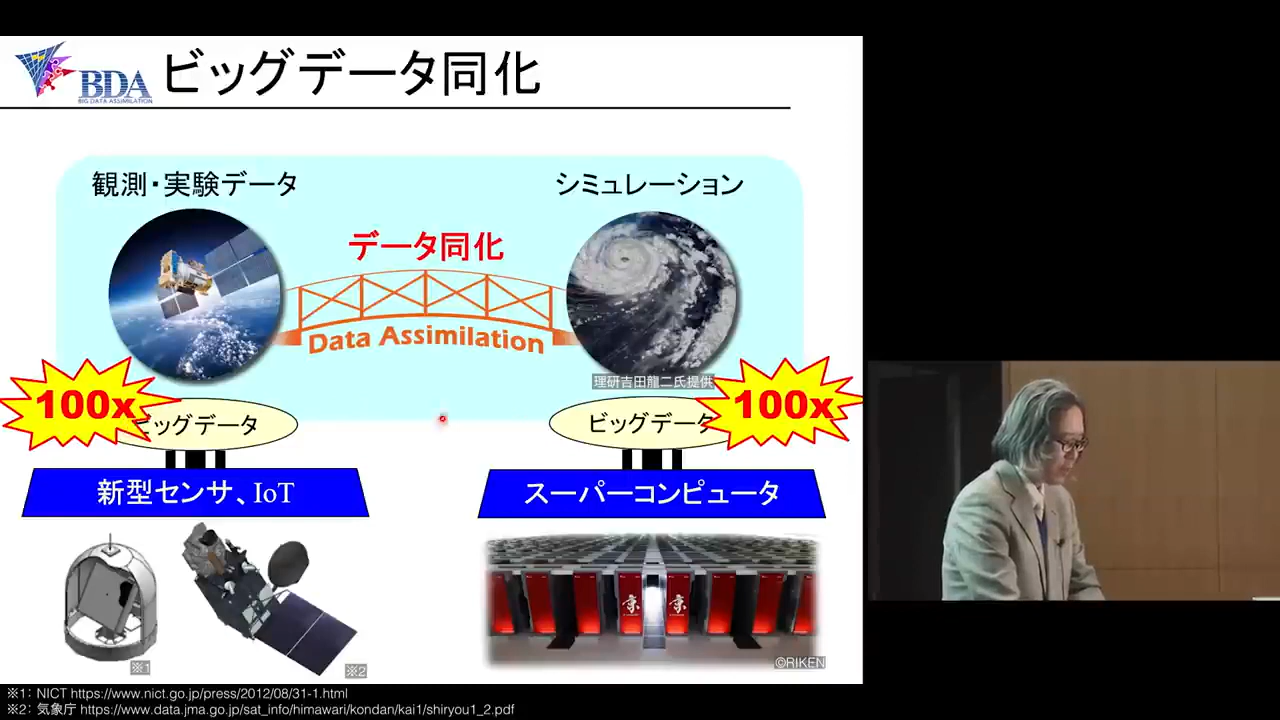 BDA ビッグデータ同化
BIG DATA ASSIMILATION
観測・実験データ
シミュレーション
データ同化
Data Assimilation
理研吉田龍二氏提供
100x
100x
ビッグデータ
ビッグデータ
新型センサ、IoT
スーパーコンピュータ
京
京
※1
※2
©RIKEN
※1: NICT https://www.nict.go.jp/press/2012/08/31-1.html
※2: 気象庁 https://www.data.jma.go.jp/sat_info/himawari/kondan/kai1/shiryou1_2.pdf